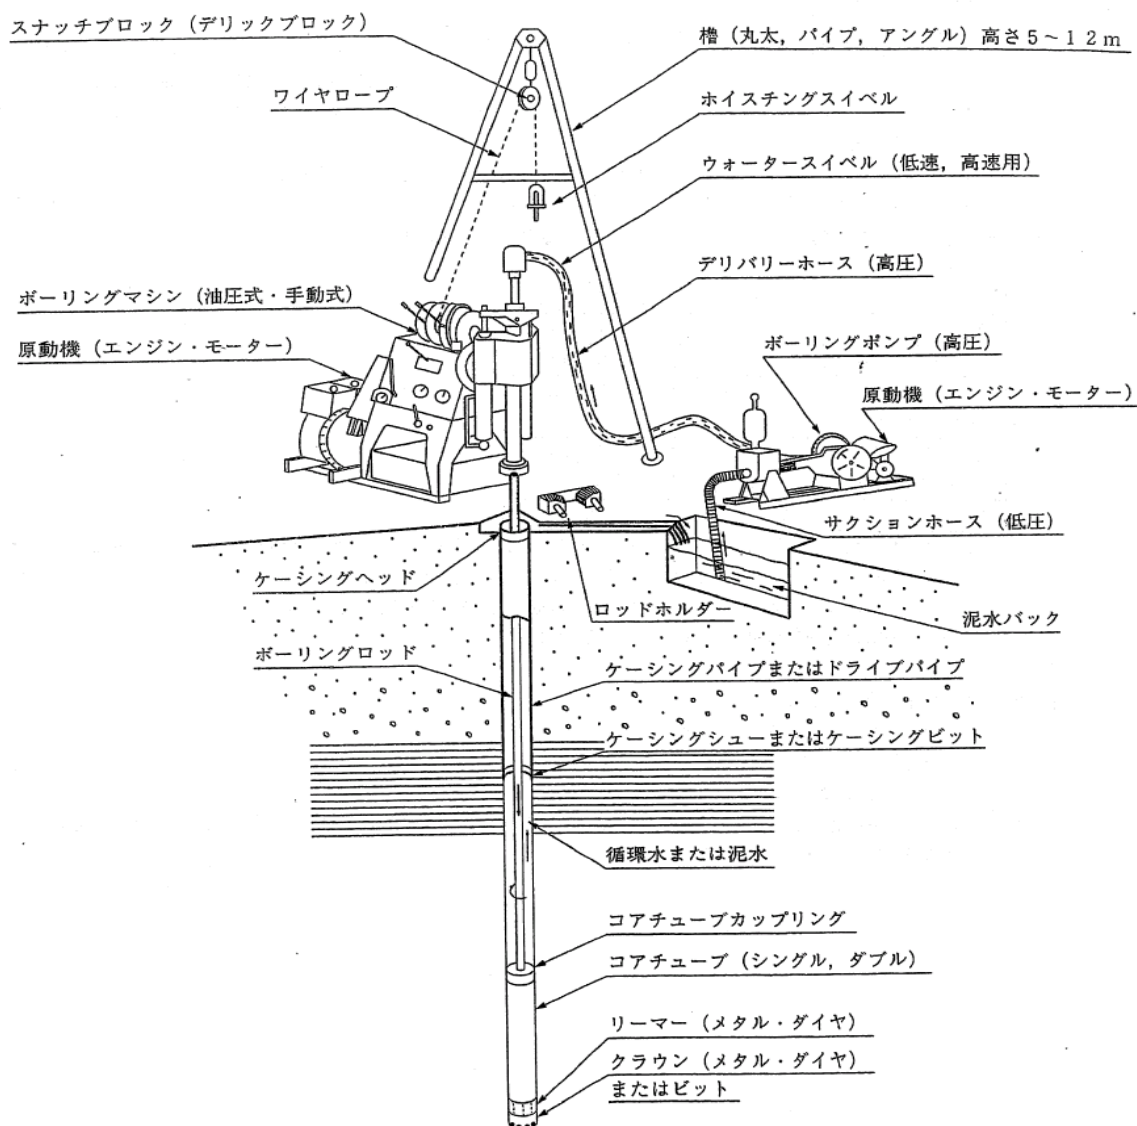 スナッチブロック (デリックブロック)
櫓 (丸太, パイプ, アングル) 高さ5~12m
ワイヤロープ
ホイスチングスイベル
ウォータースイベル (低速, 高速用)
デリバリーホース (高圧)
ボーリングマシン (油圧式・手動式)
原動機 (エンジン・モーター)
ボーリングポンプ (高圧)
原動機 (エンジン・モーター)
サクションホース (低圧)
ケーシングヘッド
ロッドホルダー
泥水バック
ボーリングロッド
ケーシングパイプまたはドライブパイプ
ケーシングシューまたはケーシングビット
循環水または泥水
コアチューブカップリング
コアチューブ (シングル, ダブル)
リーマー (メタル・ダイヤ)
クラウン (メタル・ダイヤ)
またはビット